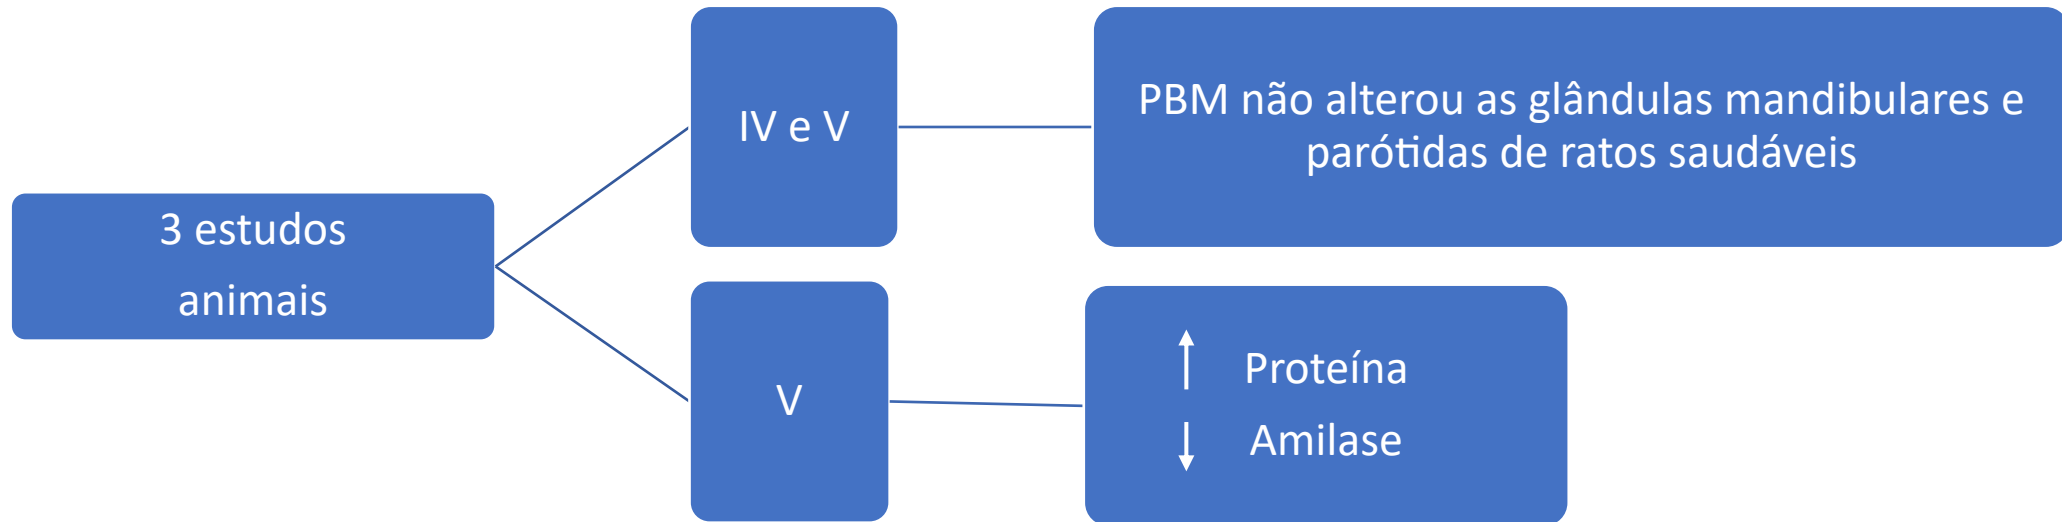 3 estudos
animais
IV e V
PBM não alterou as glândulas mandibulares e
parótidas de ratos saudáveis
V
↑ Proteína
↓ Amilase